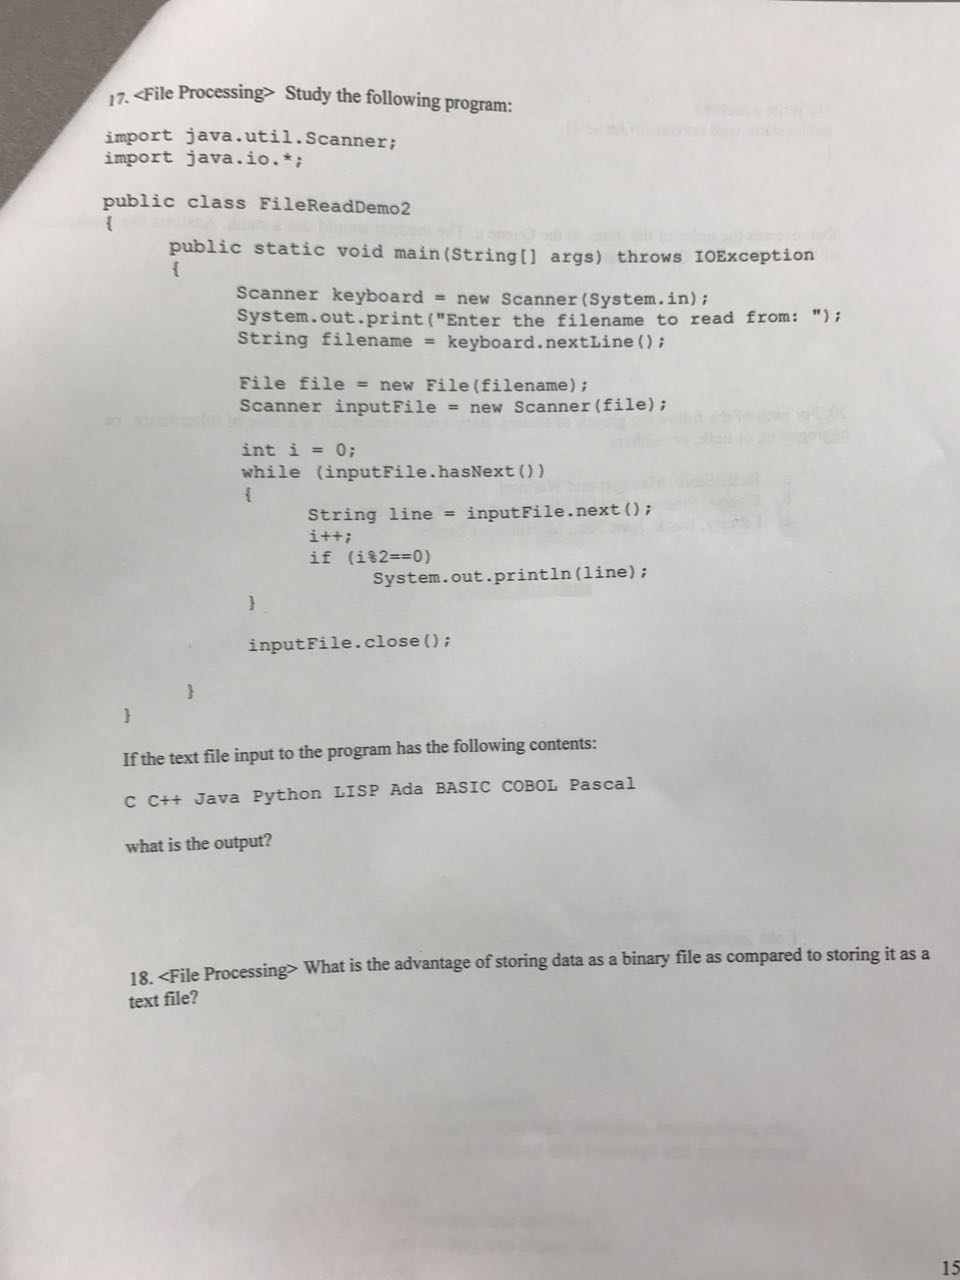 17. <File Processing> Study the following program:
import java.util.Scanner;
import java.io.*;
public class FileReadDemo2
{
public static void main(String[] args) throws IOException
{
Scanner keyboard = new Scanner(System.in);
System.out.print("Enter the filename to read from: ");
String filename = keyboard.nextLine();
File file = new File(filename);
Scanner inputFile = new Scanner(file);
int i = 0;
while (inputFile.hasNext())
{
String line = inputFile.next();
i++;
if (i%2==0)
System.out.println(line);
}
inputFile.close();
}
}
If the text file input to the program has the following contents:
C C++ Java Python LISP Ada BASIC COBOL Pascal
what is the output?
18. <File Processing> What is the advantage of storing data as a binary file as compared to storing it as a
text file?
15